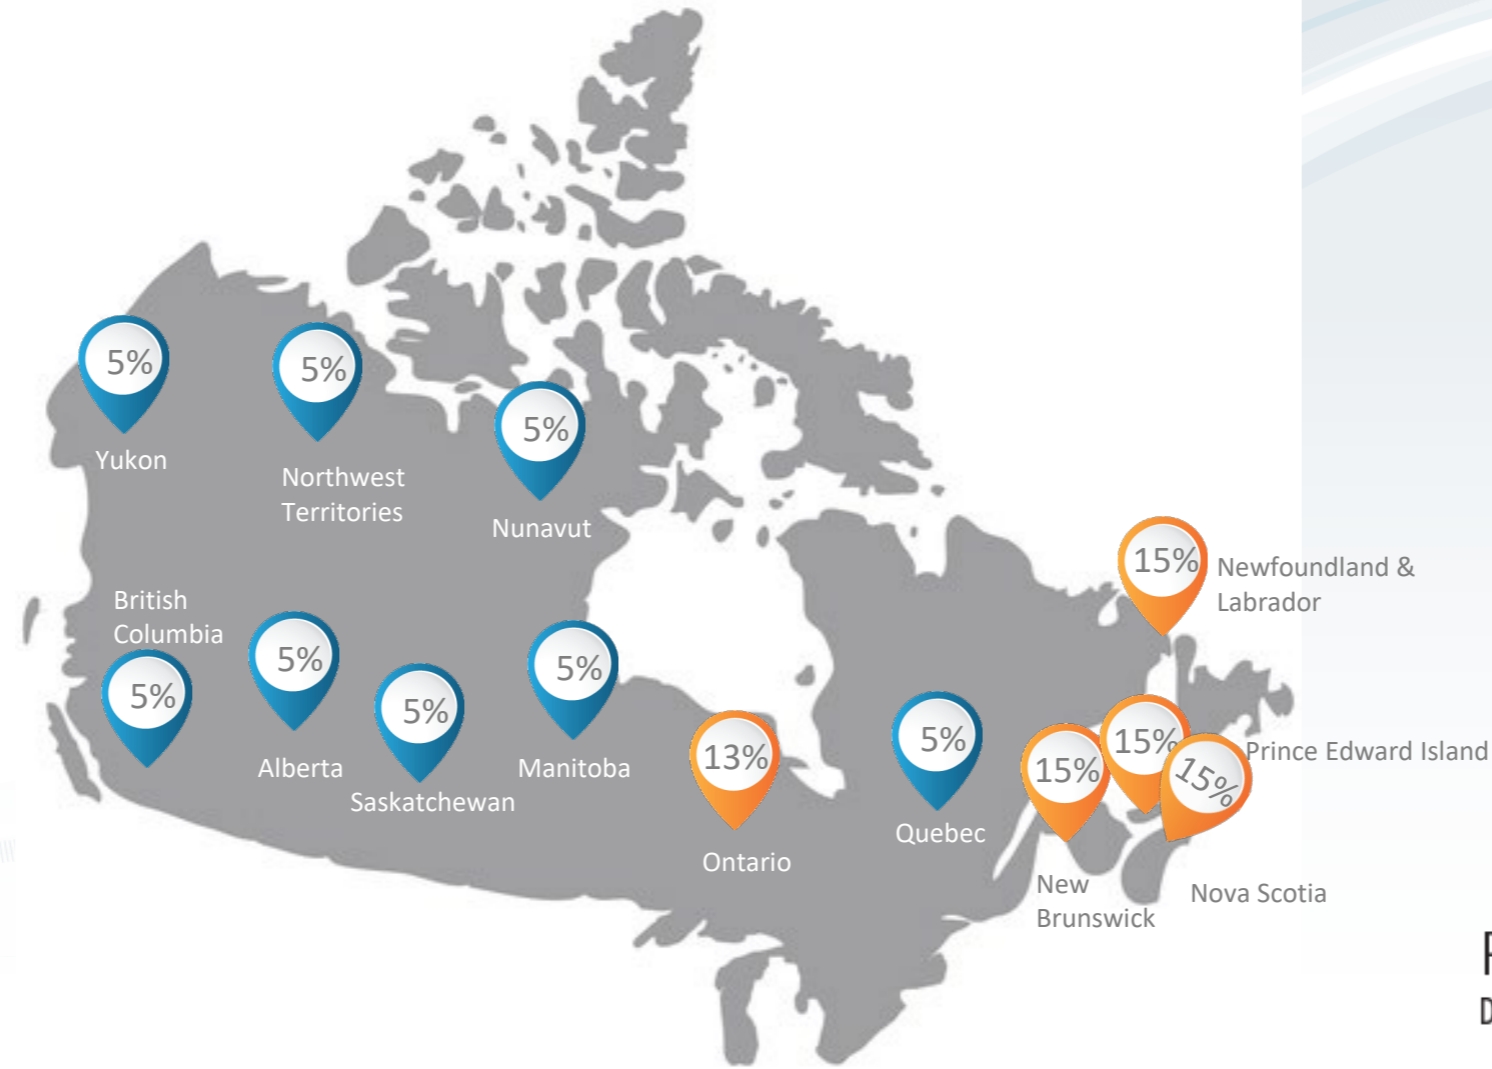 5%
Yukon
5%
Northwest
Territories
5%
Nunavut
British
Columbia
5%
5%
Alberta
5%
Saskatchewan
5%
Manitoba
13%
Ontario
5%
Quebec
15%
Newfoundland &
Labrador
15%
New
Brunswick
15%
Prince Edward Island
15%
Nova Scotia